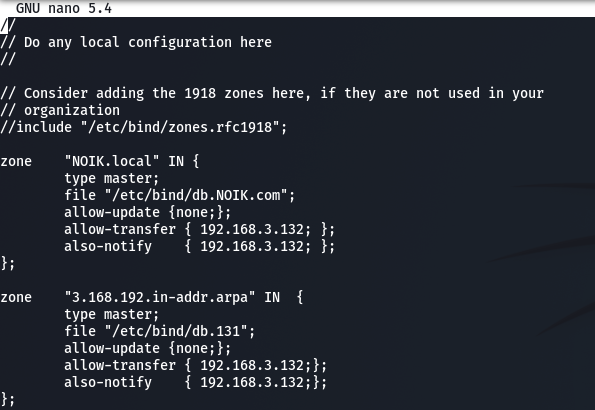 GNU nano 5.4
//
// Do any local configuration here
//
// Consider adding the 1918 zones here, if they are not used in your
// organization
//include "/etc/bind/zones.rfc1918";
zone    "NOIK.local" IN {
        type master;
        file "/etc/bind/db.NOIK.com";
        allow-update {none;};
        allow-transfer { 192.168.3.132; };
        also-notify    { 192.168.3.132; };
};
zone    "3.168.192.in-addr.arpa" IN  {
        type master;
        file "/etc/bind/db.131";
        allow-update {none;};
        allow-transfer { 192.168.3.132;};
        also-notify    { 192.168.3.132;};
};